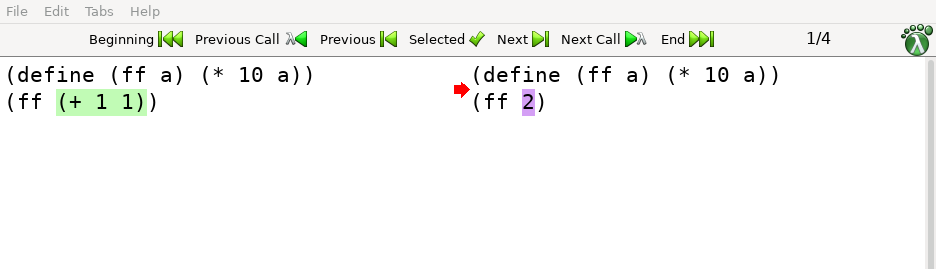 File Edit Tabs Help
Beginning Previous Call Previous Selected Next Next Call End 1/4
(define (ff a) (* 10 a))
(ff (+ 1 1))
(define (ff a) (* 10 a))
(ff 2)